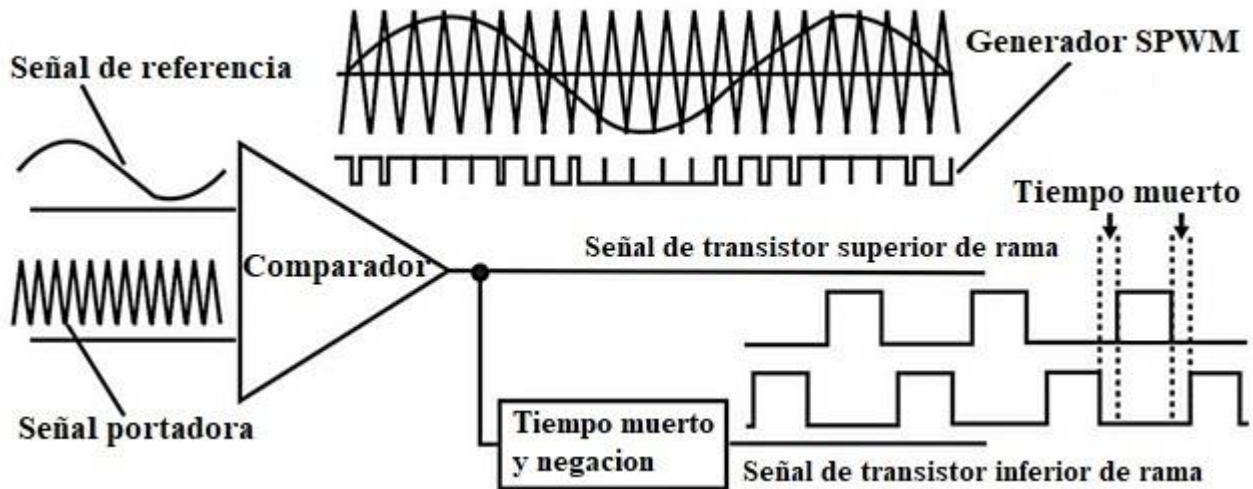 Generador SPWM
Señal de referencia
Tiempo muerto
Señal de transistor superior de rama
Comparador
Señal portadora
Tiempo muerto
y negacion
Señal de transistor inferior de rama